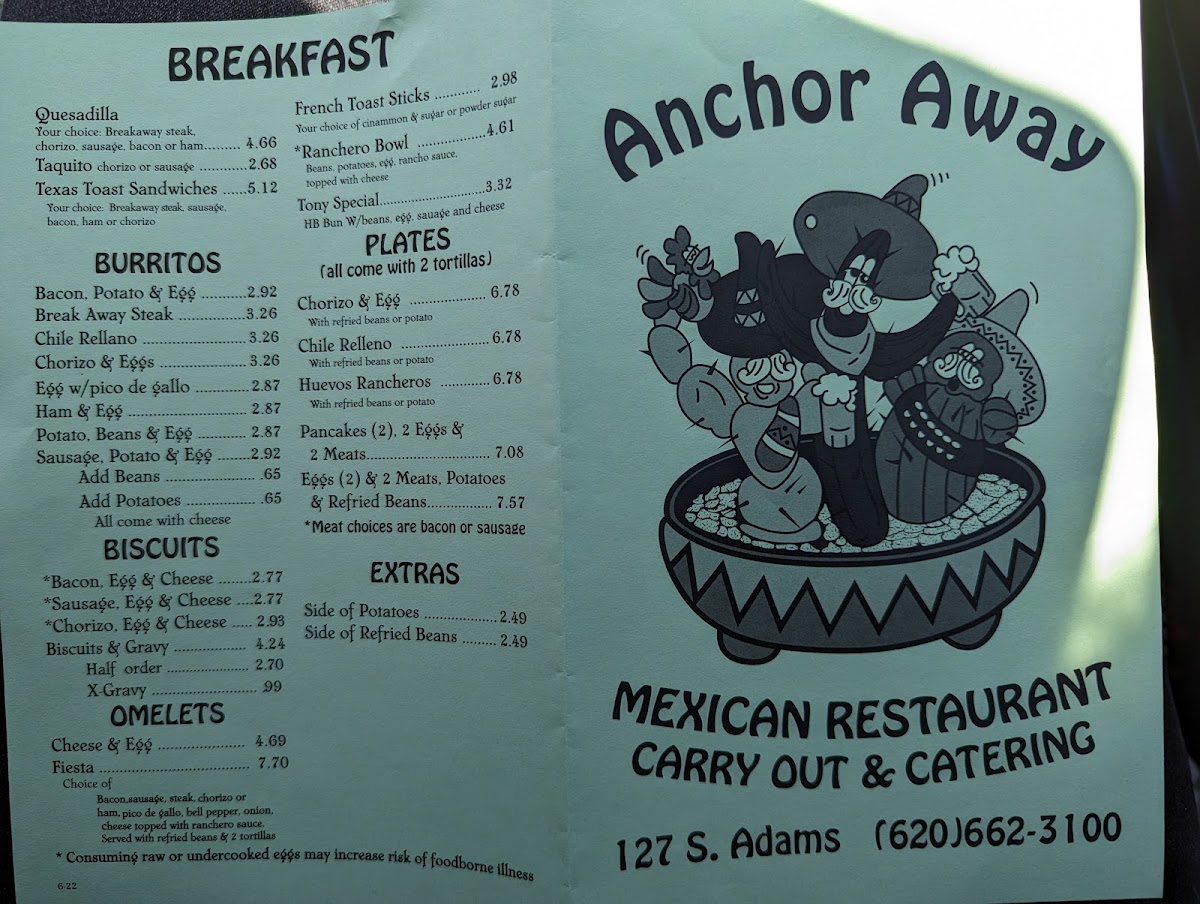 BREAKFAST
Quesadilla
Your choice: Breakaway steak,
chorizo, sausage, bacon or ham......... 4.66
Taquito chorizo or sausage ............2.68
Texas Toast Sandwiches ......5.12
Your choice: Breakaway steak, sausage,
bacon, ham or chorizo
BURRITOS
Bacon, Potato & Egg ..........2.92
Break Away Steak ...............3.26
Chile Rellano ........................3.26
Chorizo & Eggs ..................3.26
Egg w/pico de gallo ............2.87
Ham & Egg .........................2.87
Potato, Beans & Egg ...........2.87
Sausage, Potato & Egg ........2.92
Add Beans ........................ .65
Add Potatoes .................... .65
All come with cheese
BISCUITS
*Bacon, Egg & Cheese ........2.77
*Sausage, Egg & Cheese ....2.77
*Chorizo, Egg & Cheese ..... 2.93
Biscuits & Gravy ................. 4.24
Half order ..................... 2.70
X-Gravy ........................... .99
OMELETS
Cheese & Egg ..................... 4.69
Fiesta .................................... 7.70
Choice of
Bacon,sausage, steak, chorizo or
ham, pico de gallo, bell pepper, onion,
cheese topped with ranchero sauce.
Served with refried beans & 2 tortillas
French Toast Sticks ........... 2.98
Your choice of cinammon & sugar or powder sugar
*Ranchero Bowl ................4.61
Beans, potatoes, egg, rancho sauce,
topped with cheese
Tony Special.........................3.32
HB Bun W/beans, egg, sauage and cheese
PLATES
(all come with 2 tortillas)
Chorizo & Egg .................. 6.78
With refried beans or potato
Chile Relleno .....................6.78
With refried beans or potato
Huevos Rancheros ............ 6.78
With refried beans or potato
Pancakes (2), 2 Eggs &
2 Meats.............................. 7.08
Eggs (2) & 2 Meats, Potatoes
& Refried Beans................ 7.57
*Meat choices are bacon or sausage
EXTRAS
Side of Potatoes ..................2.49
Side of Refried Beans .........2.49
* Consuming raw or undercooked eggs may increase risk of foodborne illness
6-22
Anchor Away
MEXICAN RESTAURANT
CARRY OUT & CATERING
127 S. Adams (620)662-3100